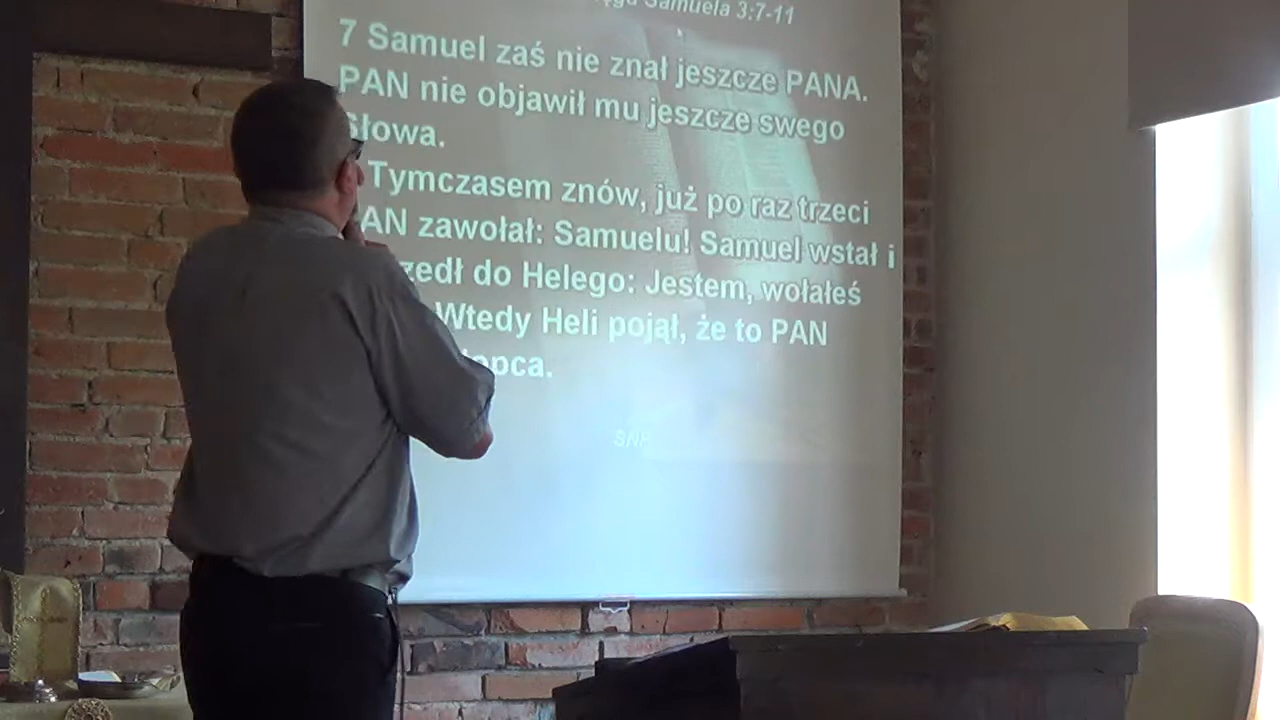 Samuela 3:7-11
7 Samuel zaś nie znał jeszcze PANA.
PAN nie objawił mu jeszcze swego
Słowa.
Tymczasem znów, już po raz trzeci
PAN zawołał: Samuelu! Samuel wstał i
do Helego: Jestem, wołałeś
Wtedy Heli pojął, że to PAN